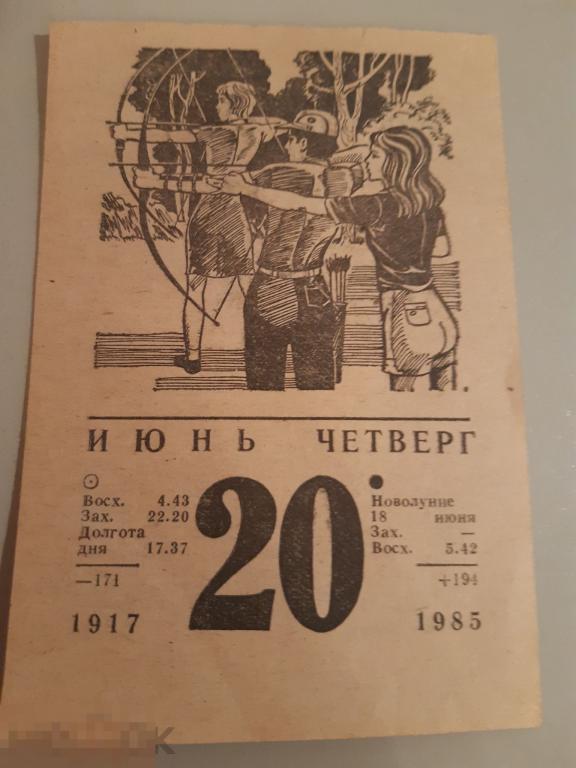 ИЮНЬ ЧЕТВЕРГ
Восх. 4.43
Зах. 22.20
Долгота
дня 17.37
—171
1917
20
Новолуние
18 июня
Зах. —
Восх. 5.42
+194
1985